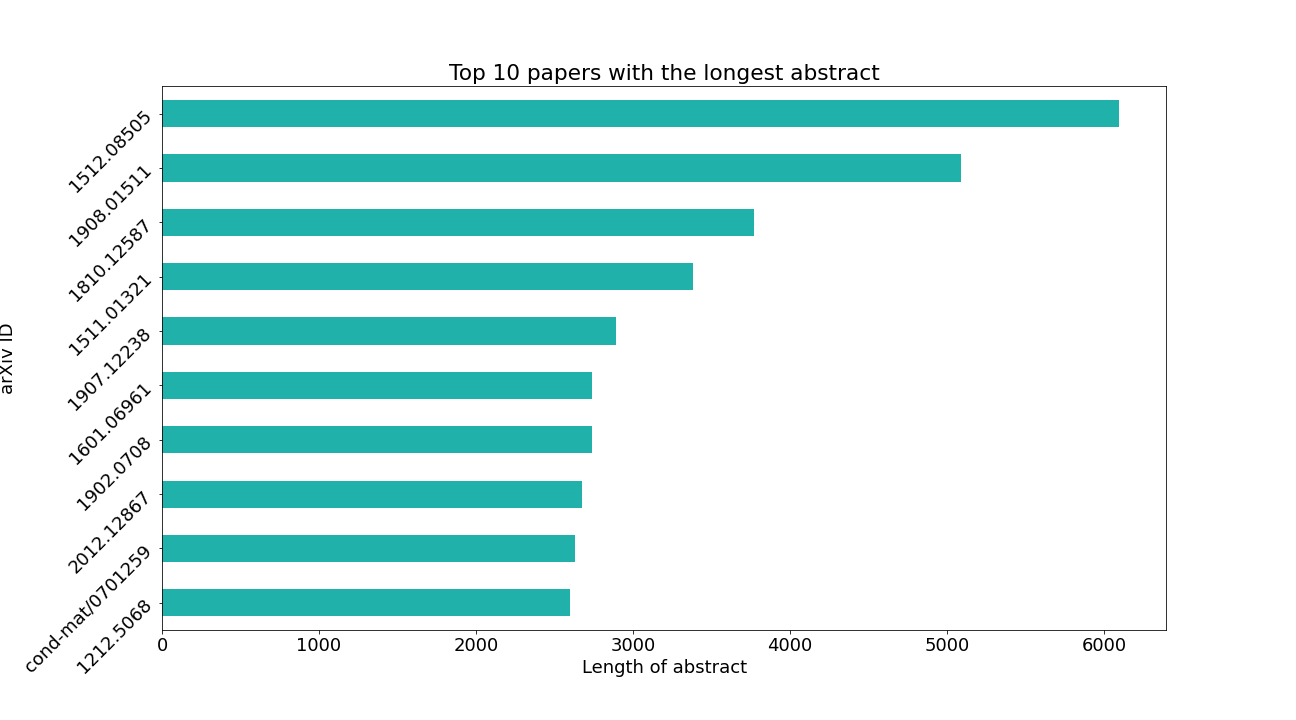 Top 10 papers with the longest abstract
arXiv ID
1512.08505
1908.01511
1810.12587
1511.01321
1907.12238
1601.06961
1902.0708
2012.12867
cond-mat/0701259
1212.5068
0 1000 2000 3000 4000 5000 6000
Length of abstract